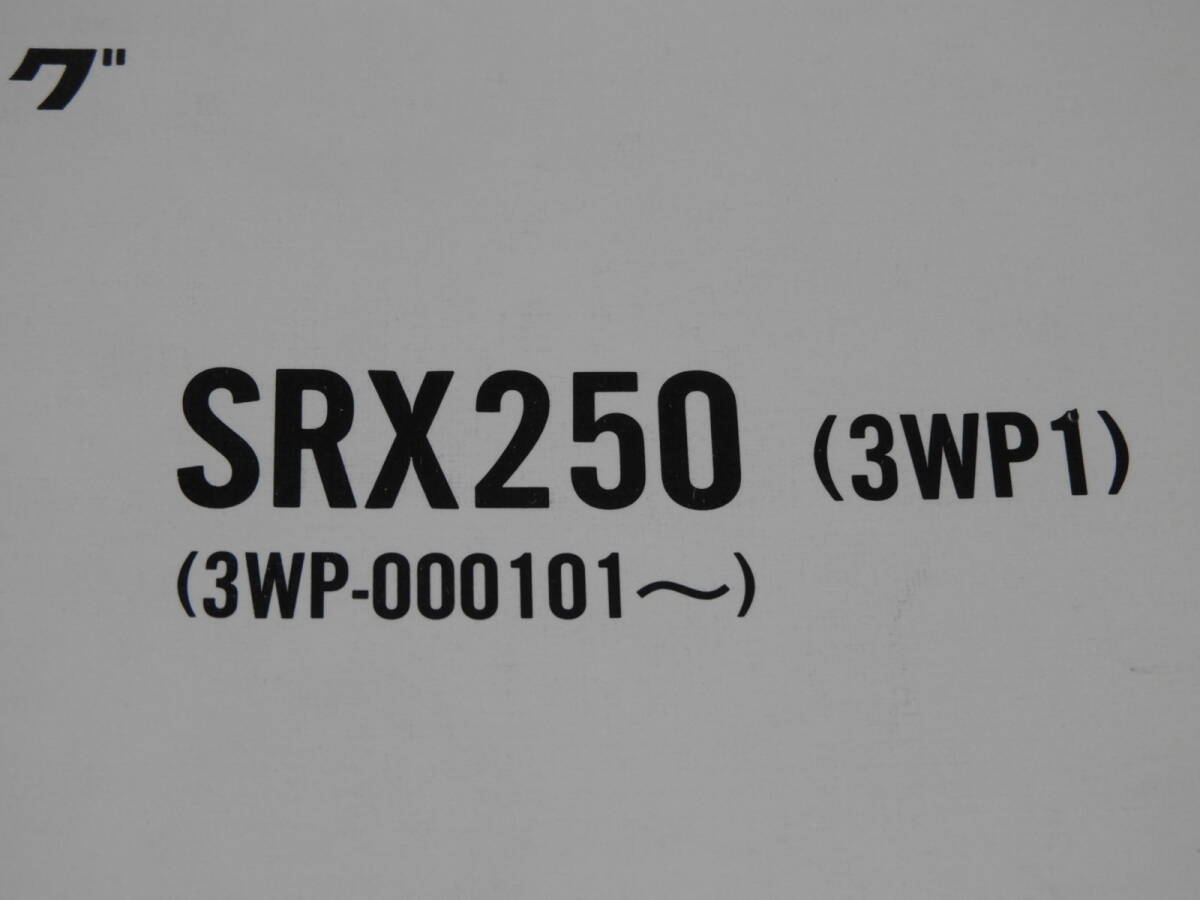 グ
SRX250 (3WP1)
(3WP-000101～)